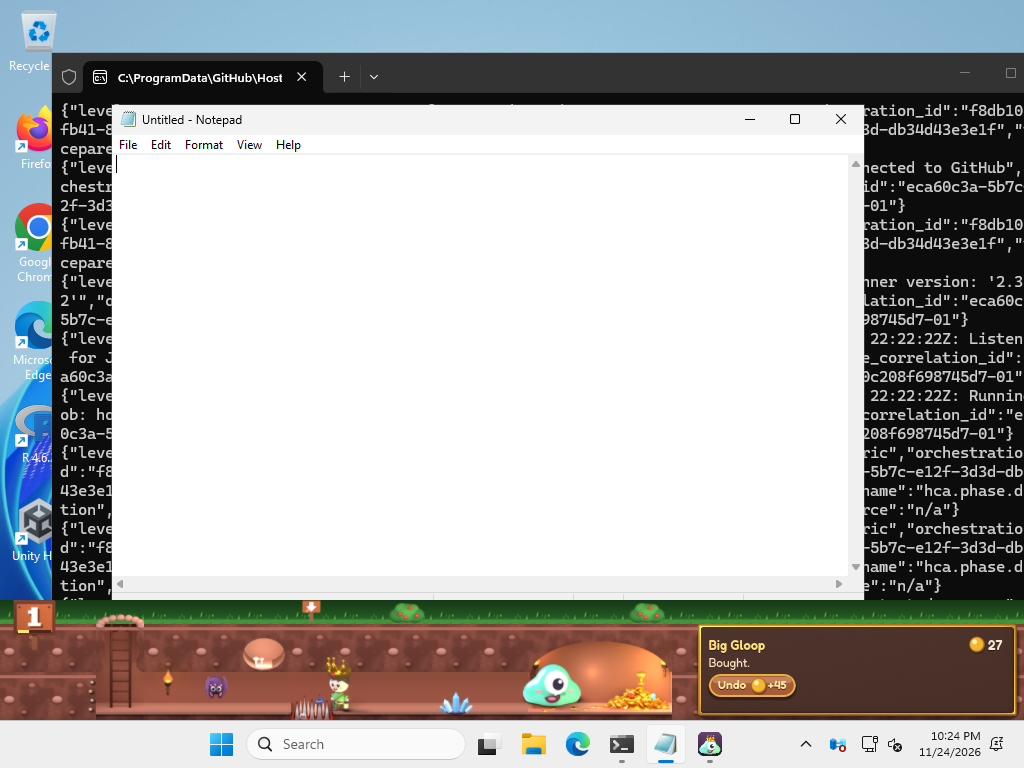 Recycle
C:\ProgramData\GitHub\Host
{"leve
ration_id":"f8db10
fb41-8
3d-db34d43e3e1f","
cepare
{"leve
nected to GitHub",
chestr
id":"eca60c3a-5b7c
2f-3d3
-01"}
{"leve
ration_id":"f8db10
fb41-8
3d-db34d43e3e1f","
cepare
{"leve
nner version: '2.3
2'","o
lation_id":"eca60c
5b7c-e
98745d7-01"}
{"leve
22:22:22Z: Listen
for J
e_correlation_id":
a60c3a
0c208f698745d7-01"
{"leve
22:22:22Z: Running
ob: ho
correlation_id":"e
0c3a-5
208f698745d7-01"}
{"leve
ric","orchestratio
d":"f8
-5b7c-e12f-3d3d-db
43e3e1
name":"hca.phase.d
tion",
rce":"n/a"}
{"leve
ric","orchestratio
d":"f8
-5b7c-e12f-3d3d-db
43e3e1
name":"hca.phase.d
tion",
e":"n/a"}
Untitled - Notepad
File Edit Format View Help
Firefo
Googl
Chrom
Micros
Edge
R 4.6.
Unity H
1
Big Gloop
27
Bought.
Undo +45
Search
10:24 PM
11/24/2026